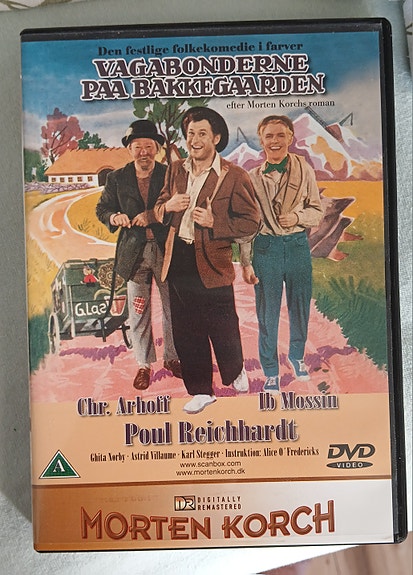 Den festlige folkekomedie i farver
VAGABONDERNE
PAA BAKKEGAARDEN
efter Morten Korchs roman
Chr. Arhoff
Ib Mossin
Poul Reichhardt
Ghita Nørby · Astrid Villaume · Karl Stegger · Instruktion: Alice O'Fredericks
www.scanbox.com
www.mortenkorch.dk
A
DVD
VIDEO
DR DIGITALLY
REMASTERED
MORTEN KORCH